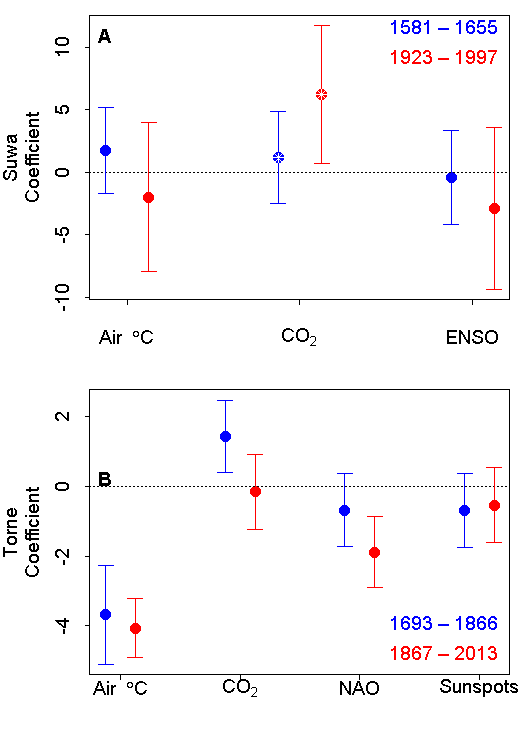 A
1581 – 1655
1923 – 1997
10
5
0
-5
-10
Suwa
Coefficient
Air °C
CO₂
ENSO
B
2
0
-2
-4
Torne
Coefficient
1693 – 1866
1867 – 2013
Air °C
CO₂
NAO
Sunspots